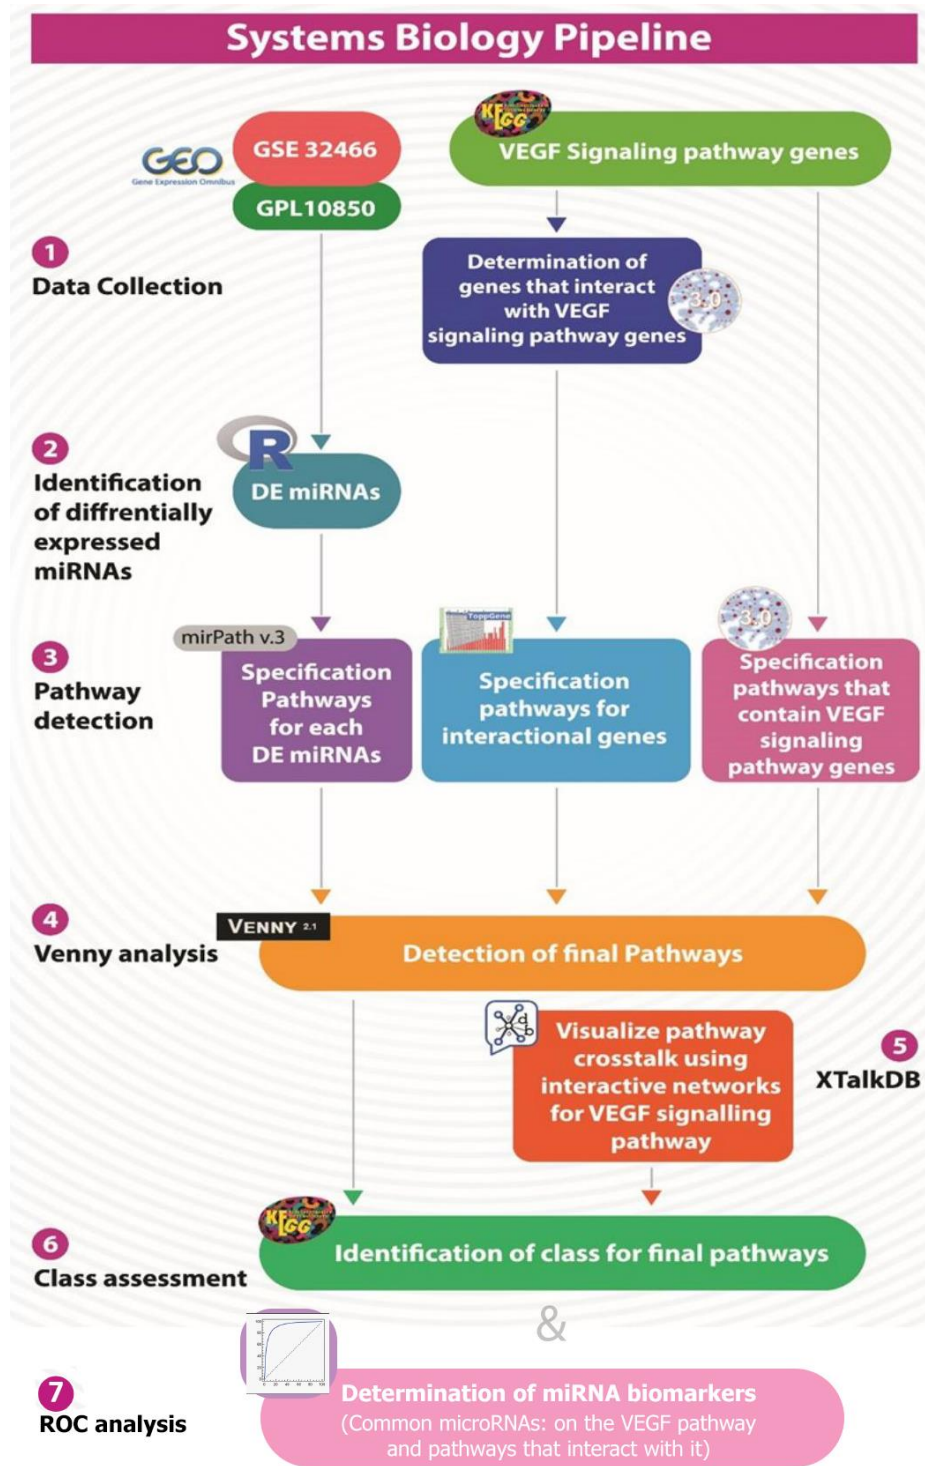 Systems Biology Pipeline
GEO
Gene Expression Omnibus
GSE 32466
GPL10850
KEGG
VEGF Signaling pathway genes
1
Data Collection
Determination of
genes that interact
with VEGF
signaling pathway genes
3.0
2
Identification
of diffrentially
expressed
miRNAs
R
DE miRNAs
3
Pathway
detection
mirPath v.3
Specification
Pathways
for each
DE miRNAs
ToppGene
Specification
pathways for
interactional genes
3.0
Specification
pathways that
contain VEGF
signaling
pathway genes
4
Venny analysis
VENNY 2.1
Detection of final Pathways
Visualize pathway
crosstalk using
interactive networks
for VEGF signalling
pathway
5
XTalkDB
6
Class assessment
KEGG
Identification of class for final pathways
&
7
ROC analysis
Determination of miRNA biomarkers
(Common microRNAs: on the VEGF pathway
and pathways that interact with it)